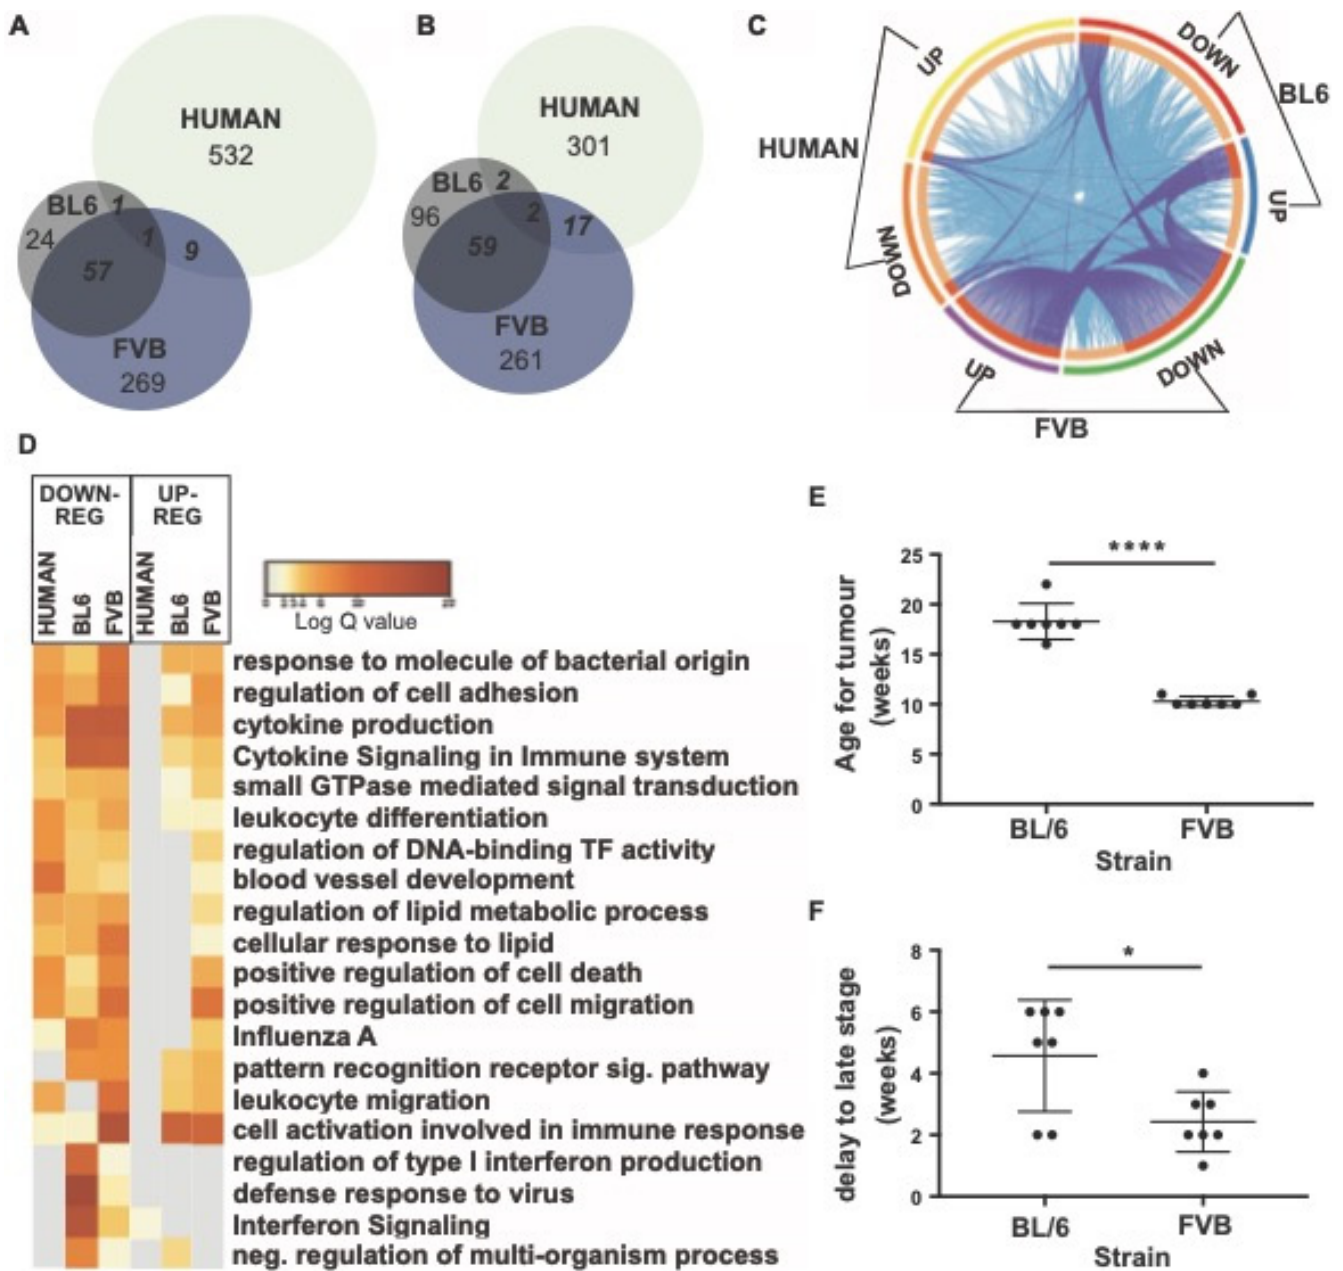 A
HUMAN
532
BL6
1
24
1
9
57
FVB
269
B
HUMAN
301
BL6
2
96
2
17
59
FVB
261
C
UP
DOWN
BL6
HUMAN
UP
DOWN
UP
DOWN
FVB
D
DOWN-
REG
UP-
REG
HUMAN
BL6
FVB
HUMAN
BL6
FVB
Log Q value
response to molecule of bacterial origin
regulation of cell adhesion
cytokine production
Cytokine Signaling in Immune system
small GTPase mediated signal transduction
leukocyte differentiation
regulation of DNA-binding TF activity
blood vessel development
regulation of lipid metabolic process
cellular response to lipid
positive regulation of cell death
positive regulation of cell migration
Influenza A
pattern recognition receptor sig. pathway
leukocyte migration
cell activation involved in immune response
regulation of type I interferon production
defense response to virus
Interferon Signaling
neg. regulation of multi-organism process
E
Age for tumour
(weeks)
25
20
15
10
5
0
****
BL/6
FVB
Strain
F
delay to late stage
(weeks)
8
6
4
2
0
*
BL/6
FVB
Strain